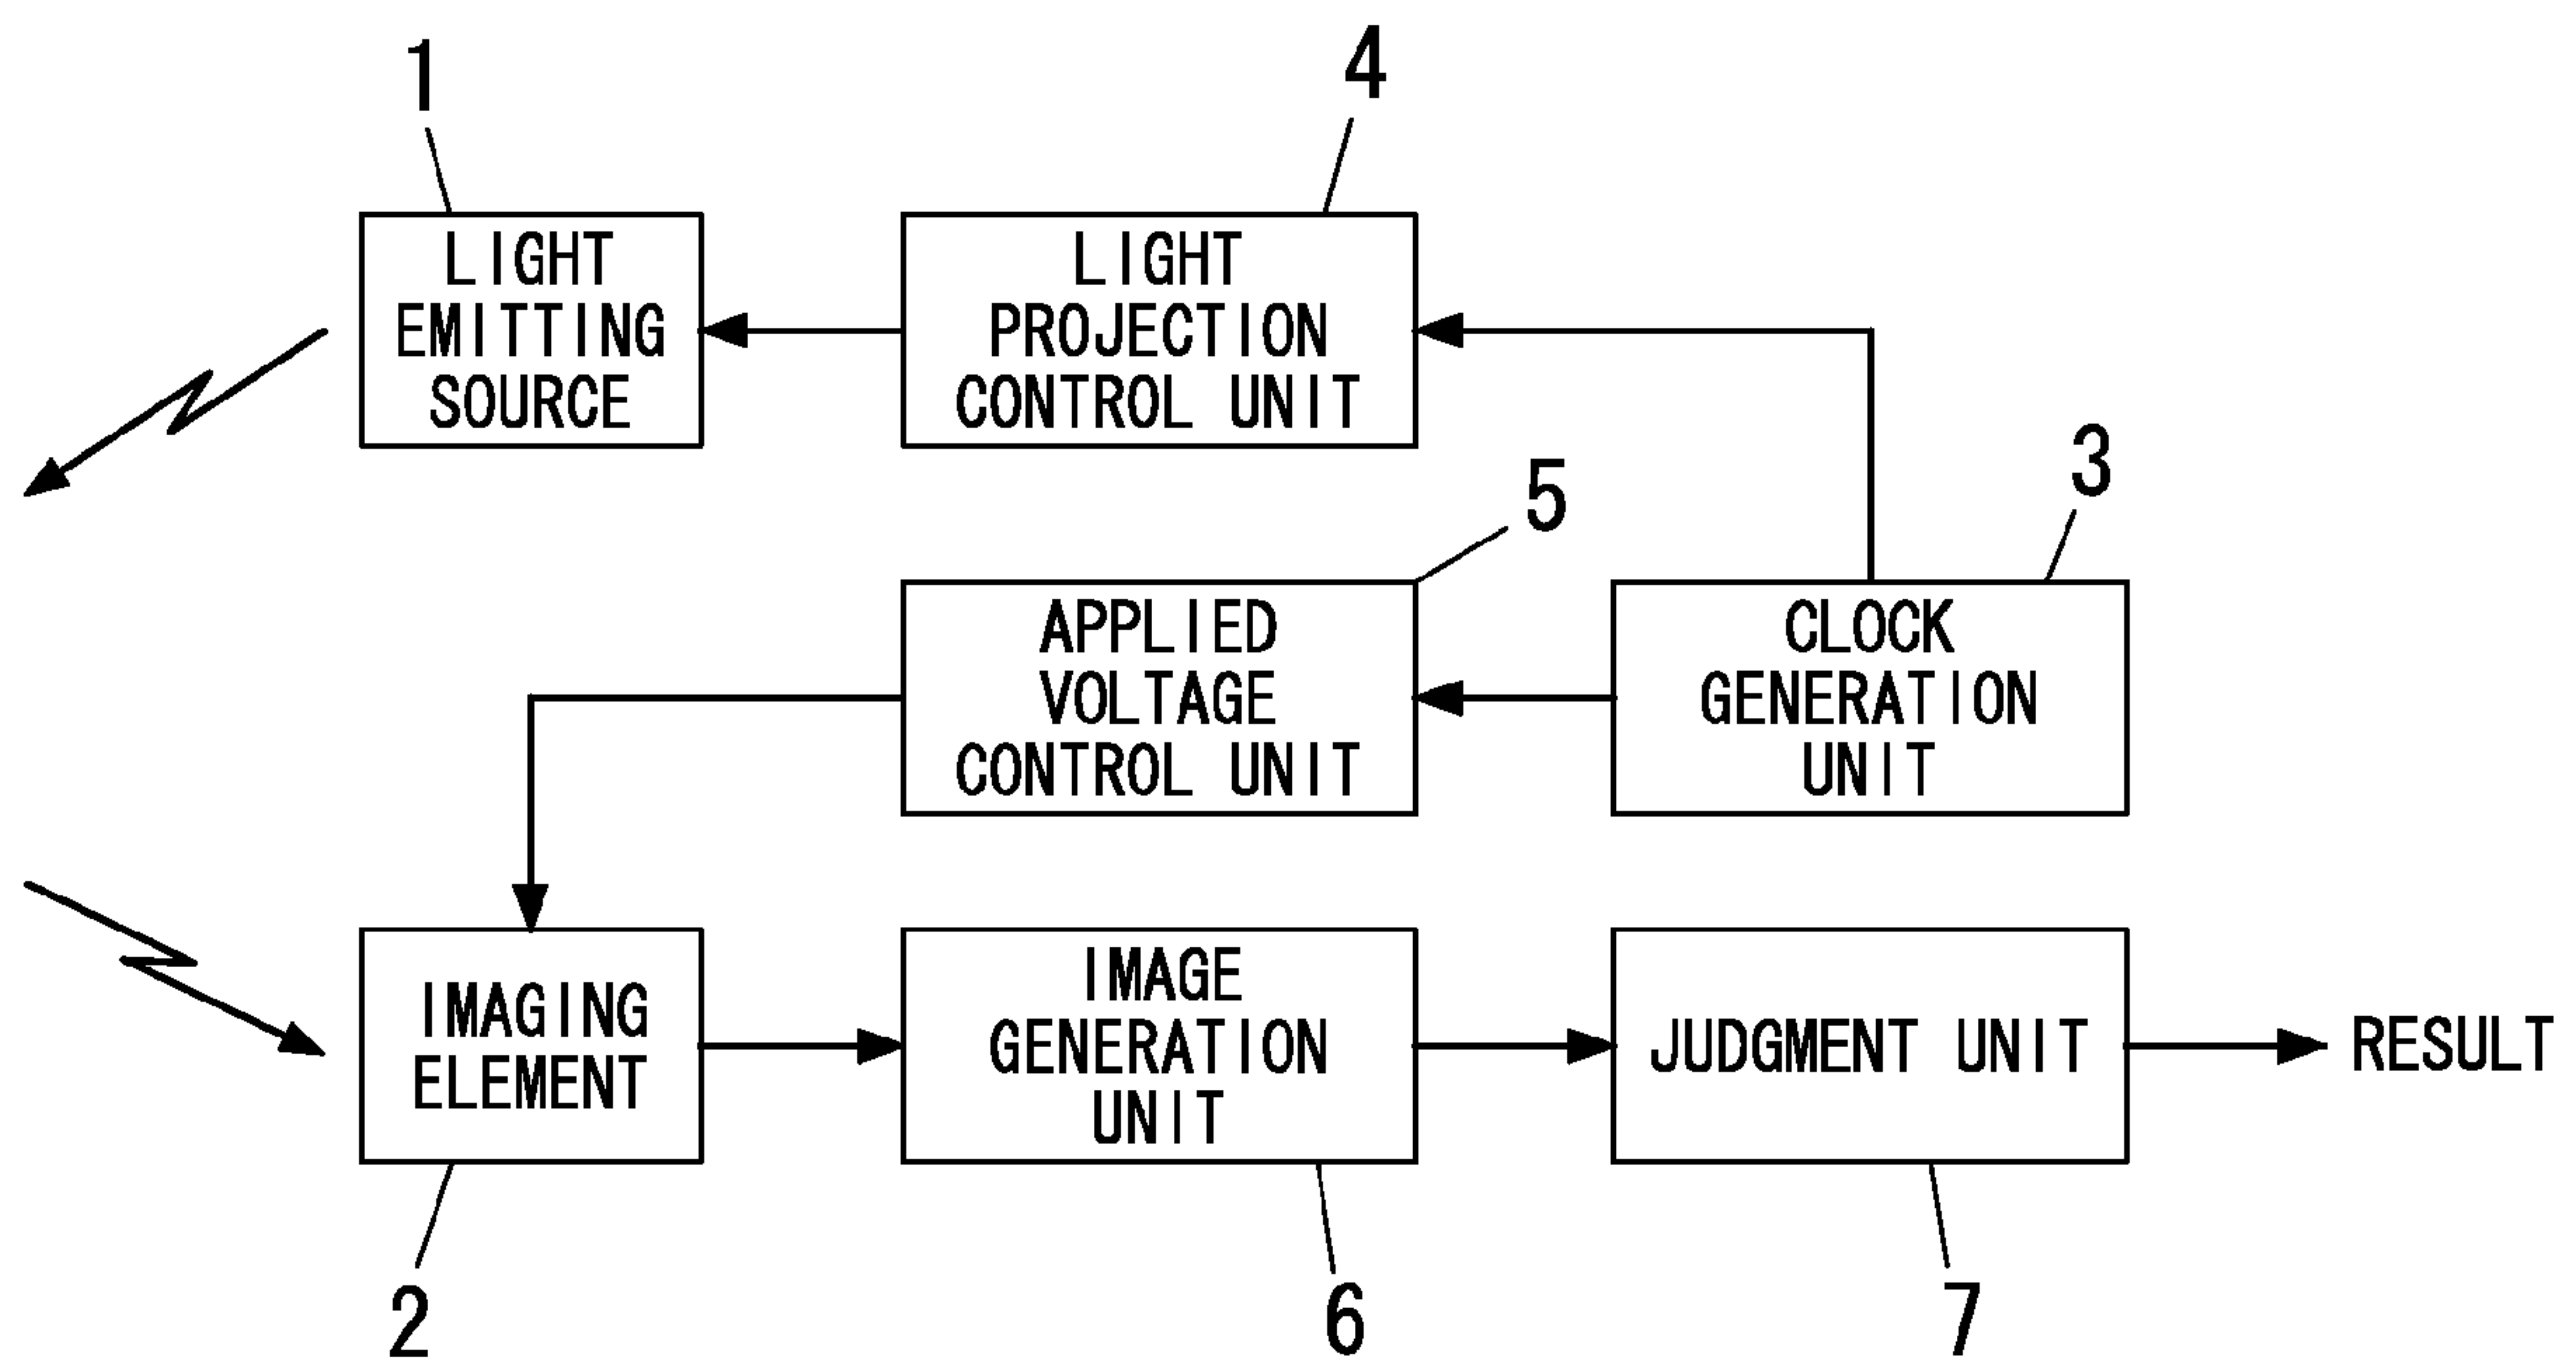 1
4
LIGHT
EMITTING
SOURCE
LIGHT
PROJECTION
CONTROL UNIT
5
3
APPLIED
VOLTAGE
CONTROL UNIT
CLOCK
GENERATION
UNIT
IMAGING
ELEMENT
IMAGE
GENERATION
UNIT
JUDGMENT UNIT
RESULT
2
6
7